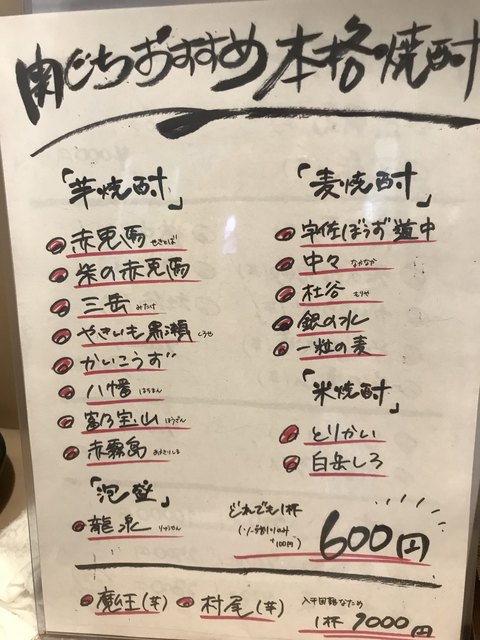 肉じちおすすめ本格焼酎
「芋焼酎」
赤兎馬 せきとば
紫の赤兎馬
三岳 みたけ
やきいも黒瀬 くろせ
かいこうず
八幡 はちまん
富乃宝山 ほうざん
赤霧島 あかきりしま
「泡盛」
龍泉 りゅうせん
「麦焼酎」
宇佐ぼうず道中
中々 なかなか
杜谷 もりや
銀の水
一粒の麦
「米焼酎」
とりかい
白岳しろ
どれでも1杯
(ソーダ割りのみ
+100円)
600円
魔王(芋) 村尾(芋)
入手困難なため
1杯 1000円